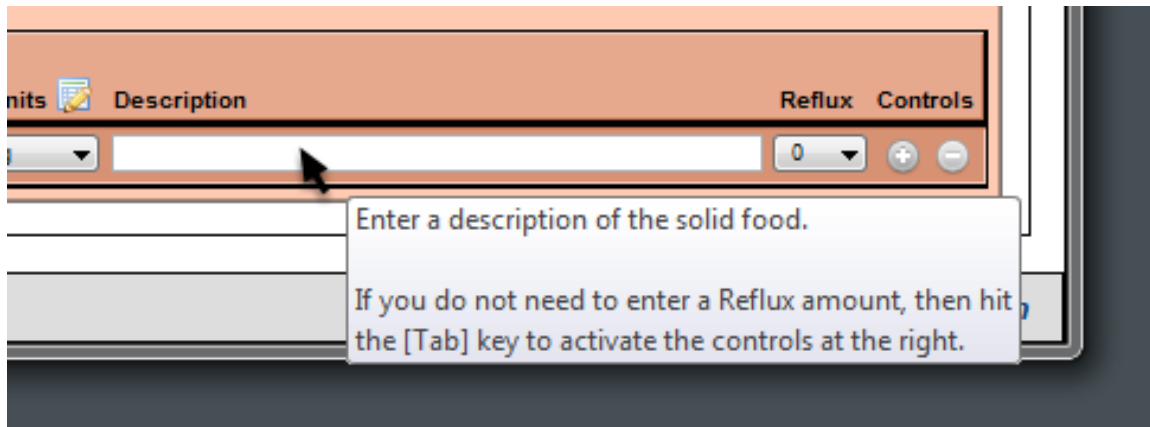 nits Description Reflux Controls
0
Enter a description of the solid food.
If you do not need to enter a Reflux amount, then hit
the [Tab] key to activate the controls at the right.